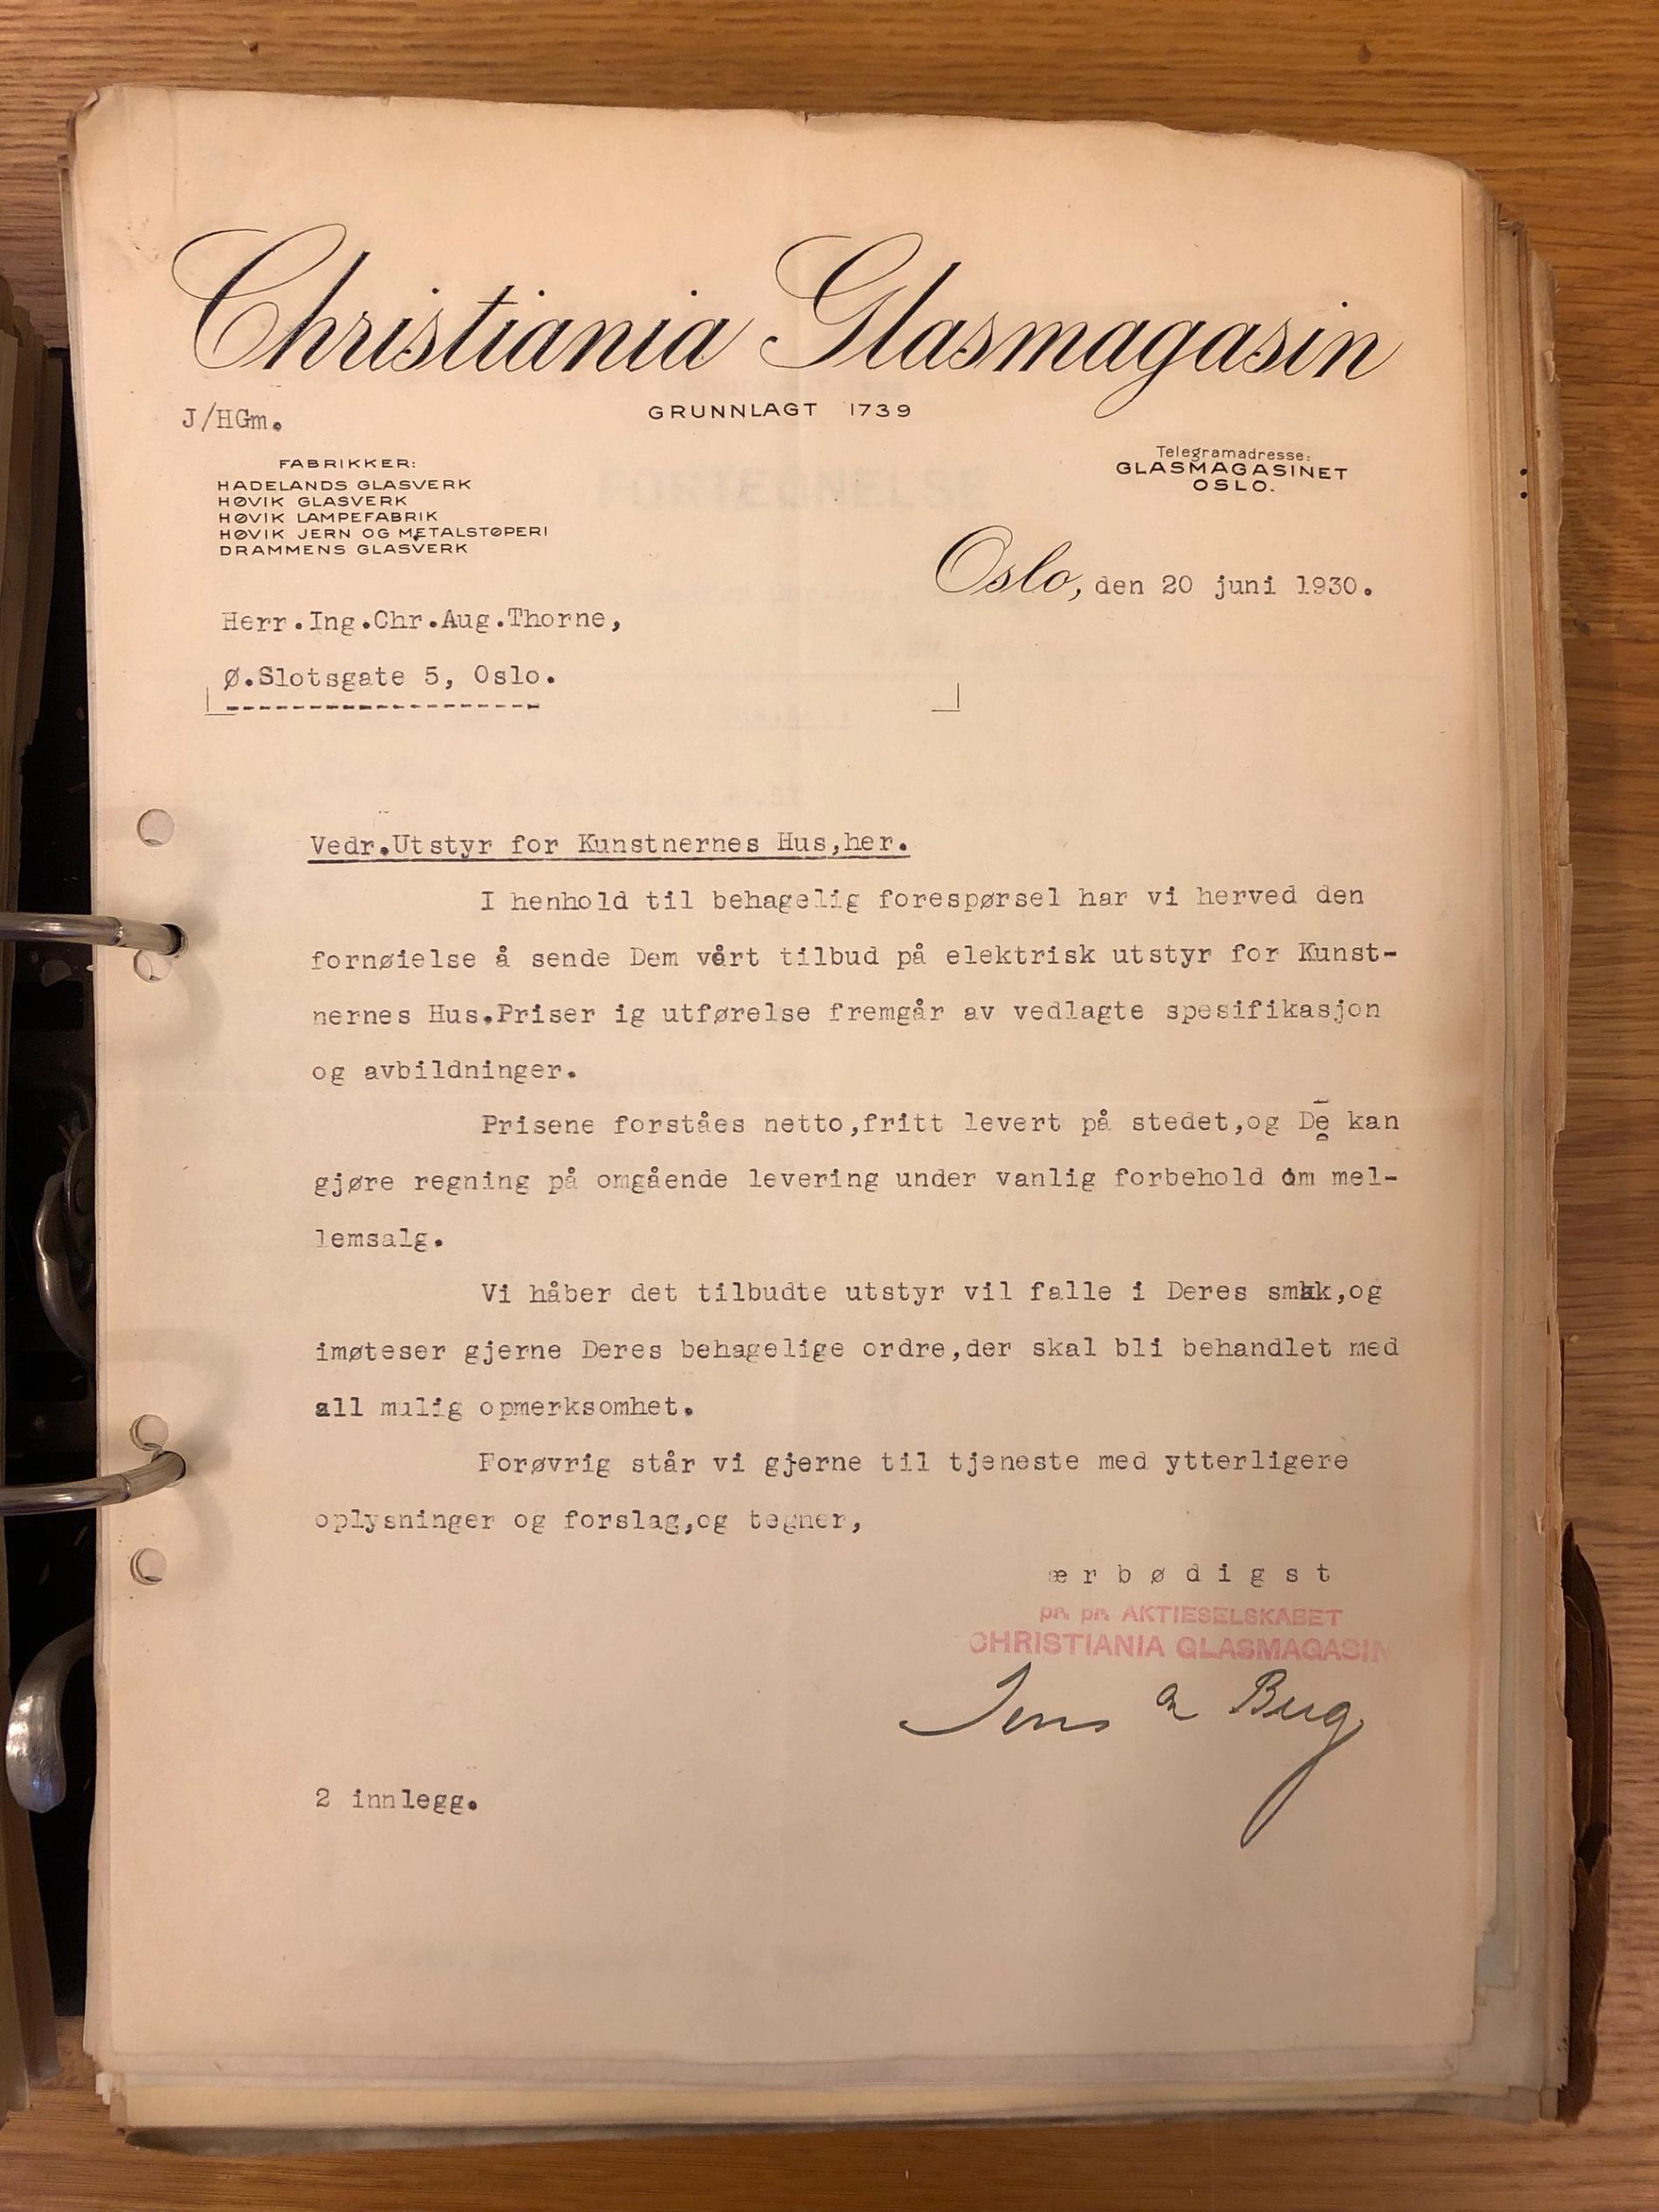 Christiania Glasmagasin
GRUNNLAGT 1739
J/HGm.
FABRIKKER:
HADELANDS GLASVERK
HØVIK GLASVERK
HØVIK LAMPEFABRIK
HØVIK JERN OG METALSTØPERI
DRAMMENS GLASVERK
Telegramadresse:
GLASMAGASINET
OSLO.
Oslo, den 20 juni 1930.
Herr.Ing.Chr.Aug.Thorne,
Ø.Slotsgate 5, Oslo.
Vedr.Utstyr for Kunstnernes Hus,her.
I henhold til behagelig forespørsel har vi herved den
fornøielse å sende Dem vårt tilbud på elektrisk utstyr for Kunst-
nernes Hus.Priser ig utførelse fremgår av vedlagte spesifikasjon
og avbildninger.
Prisene forståes netto,fritt levert på stedet,og De kan
gjøre regning på omgående levering under vanlig forbehold om mel-
lemsalg.
Vi håber det tilbudte utstyr vil falle i Deres smak,og
imøteser gjerne Deres behagelige ordre,der skal bli behandlet med
all mulig opmerksomhet.
Forøvrig står vi gjerne til tjeneste med ytterligere
oplysninger og forslag,og tegner,
ærbødigst
pr. pr. AKTIESELSKABET
CHRISTIANIA GLASMAGASIN
Jens
2 innlegg.